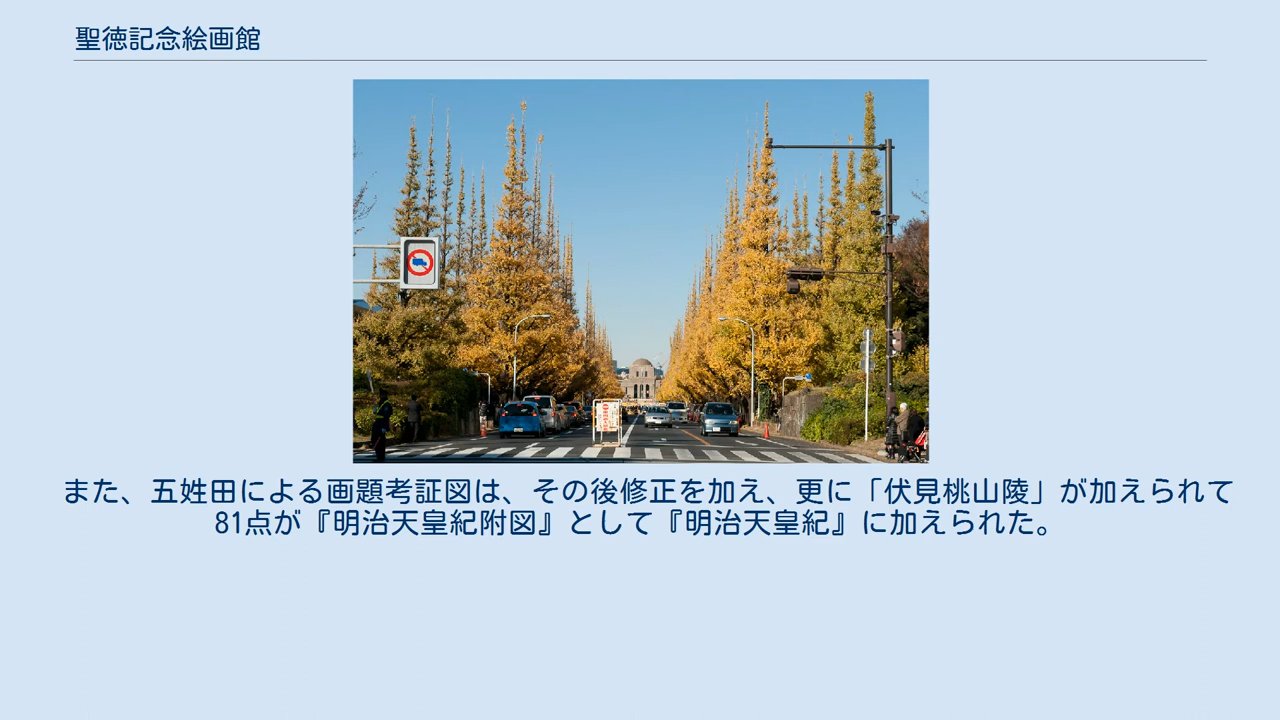 聖徳記念絵画館
また、五姓田による画題考証図は、その後修正を加え、更に「伏見桃山陵」が加えられて
81点が『明治天皇紀附図』として『明治天皇紀』に加えられた。